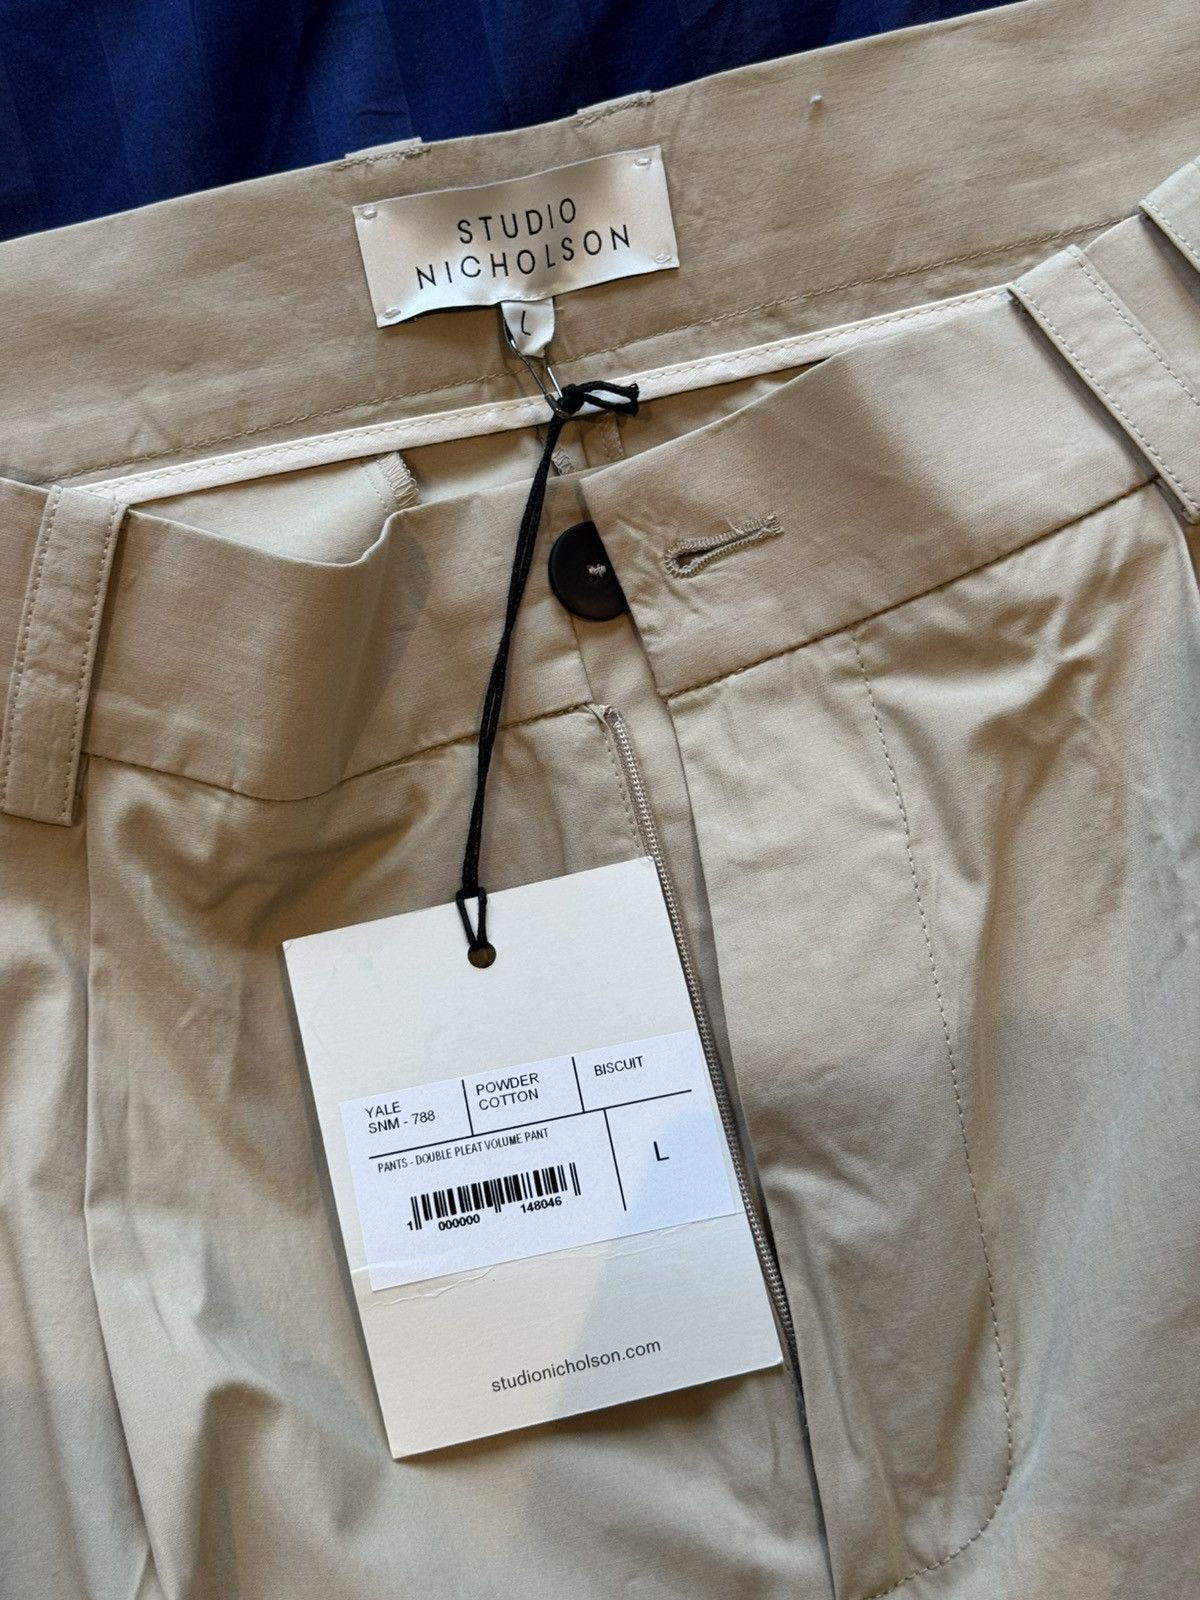 STUDIO
NICHOLSON
L
YALE
SNM - 788
POWDER
COTTON
BISCUIT
PANTS - DOUBLE PLEAT VOLUME PANT
L
1 000000 148046
studionicholson.com